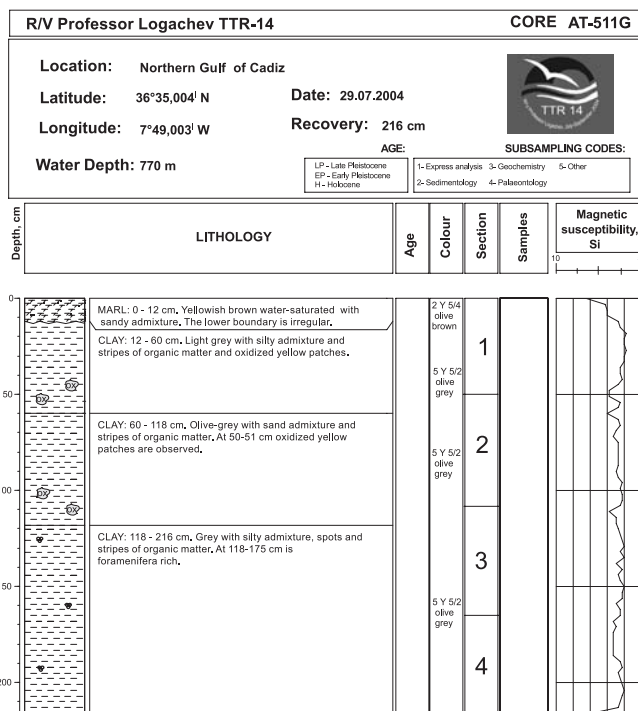 R/V Professor Logachev TTR-14
CORE AT-511G
Location: Northern Gulf of Cadiz
Latitude: 36°35,004ˡ N
Date: 29.07.2004
Longitude: 7°49,003ˡ W
Recovery: 216 cm
Water Depth: 770 m
TTR 14
AGE:
LP - Late Pleistocene
EP - Early Pleistocene
H - Holocene
SUBSAMPLING CODES:
1- Express analysis 3- Geochemistry 5- Other
2- Sedimentology 4- Palaeontology
Depth, cm
LITHOLOGY
Age
Colour
Section
Samples
Magnetic
susceptibility,
Si
10
0
MARL: 0 - 12 cm. Yellowish brown water-saturated with
sandy admixture. The lower boundary is irregular.
CLAY: 12 - 60 cm. Light grey with silty admixture and
stripes of organic matter and oxidized yellow patches.
2 Y 5/4
olive
brown
1
5 Y 5/2
olive
grey
OX
50
OX
CLAY: 60 - 118 cm. Olive-grey with sand admixture and
stripes of organic matter. At 50-51 cm oxidized yellow
patches are observed.
2
5 Y 5/2
olive
grey
00
OX
OX
CLAY: 118 - 216 cm. Grey with silty admixture, spots and
stripes of organic matter. At 118-175 cm is
foramenifera rich.
3
50
5 Y 5/2
olive
grey
4
200